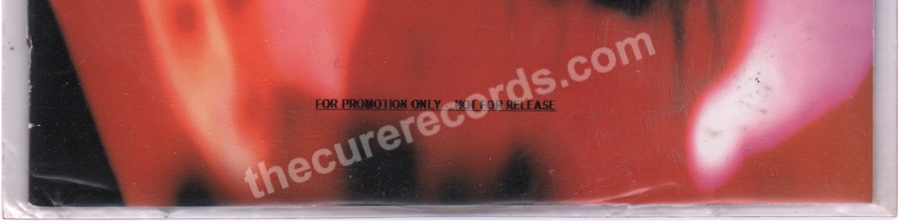 FOR PROMOTION ONLY - NOT FOR RELEASE
thecurerecords.com